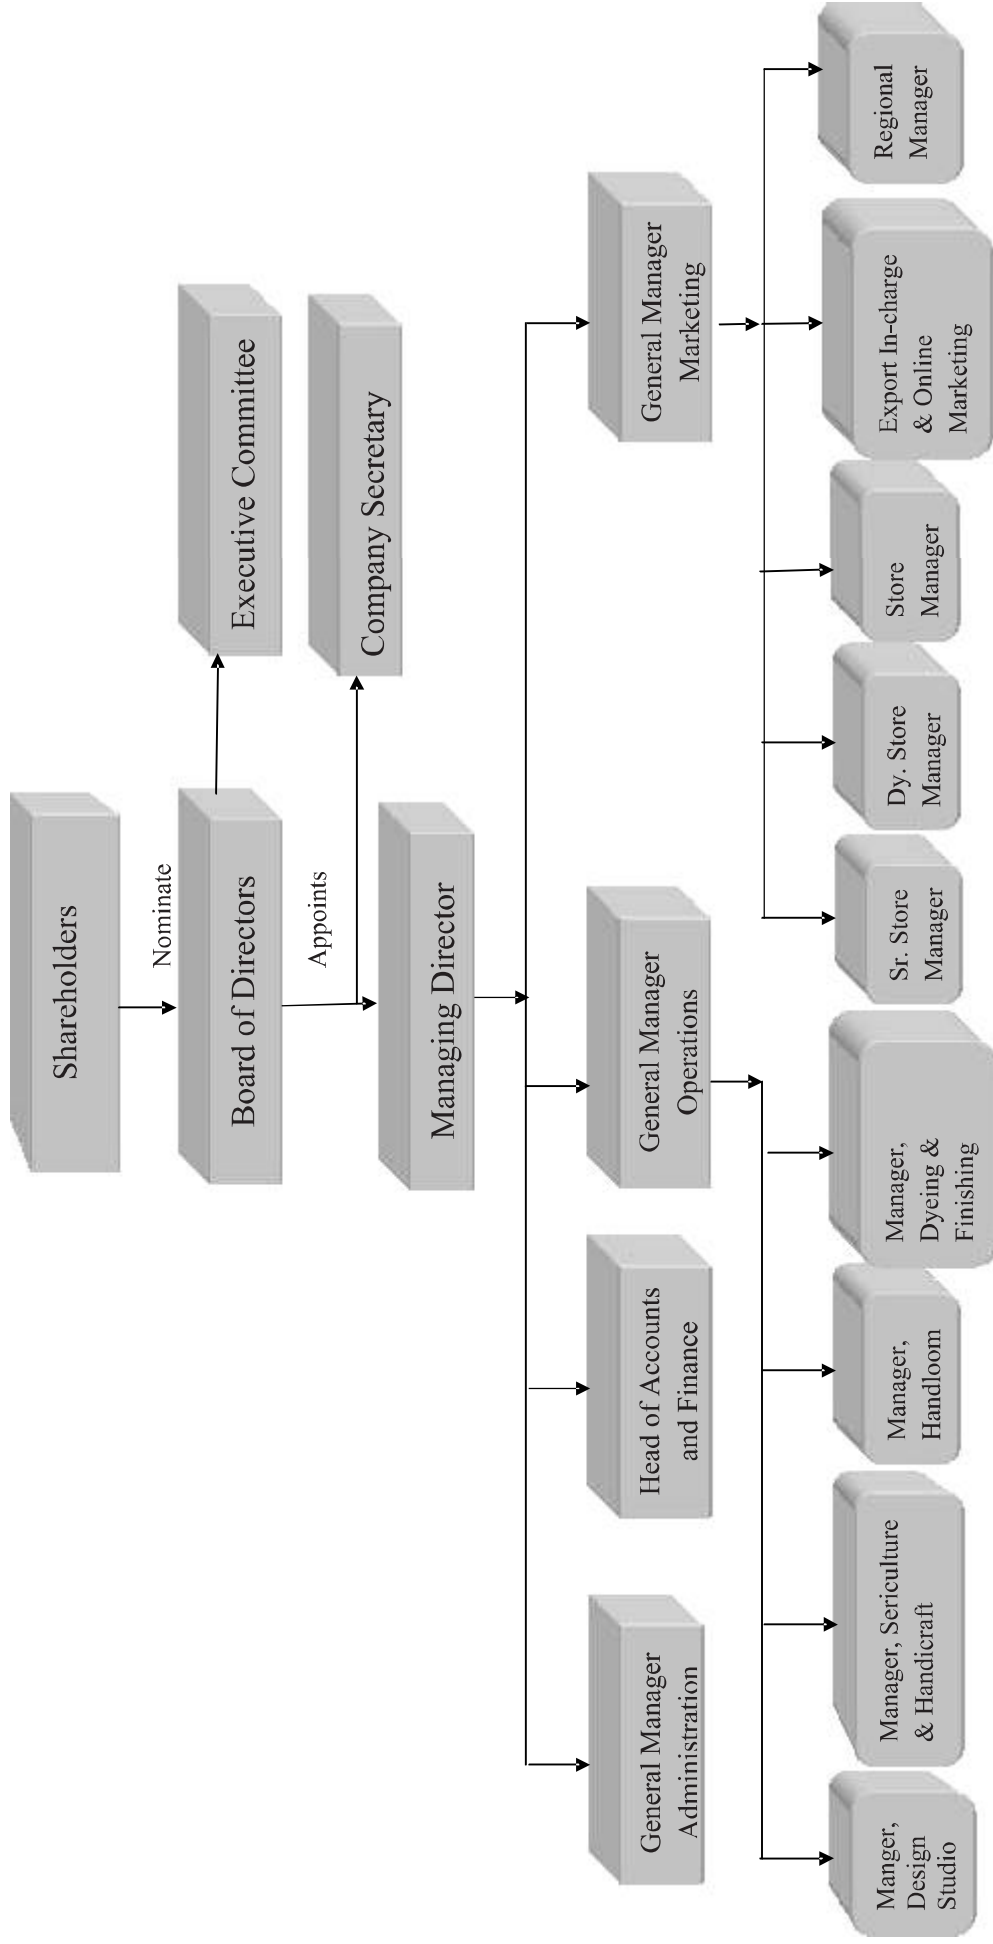 Shareholders
Nominate
Board of Directors
Executive Committee
Appoints
Company Secretary
Managing Director
General Manager
Administration
Head of Accounts
and Finance
General Manager
Operations
General Manager
Marketing
Manger,
Design
Studio
Manager, Sericulture
& Handicraft
Manager,
Handloom
Manager,
Dyeing &
Finishing
Sr. Store
Manager
Dy. Store
Manager
Store
Manager
Export In-charge
& Online
Marketing
Regional
Manager